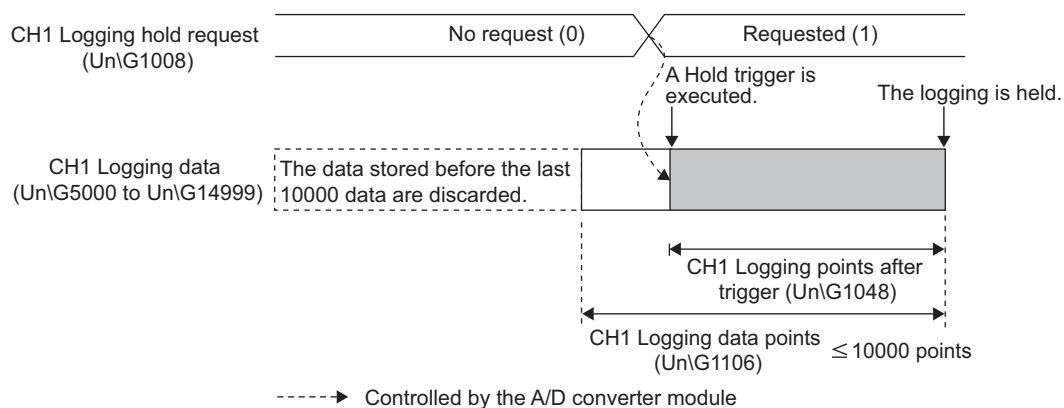 CH1 Logging hold request
(Un\G1008)
No request (0)
Requested (1)
A Hold trigger is
executed.
The logging is held.
CH1 Logging data
(Un\G5000 to Un\G14999)
The data stored before the last
10000 data are discarded.
CH1 Logging points after
trigger (Un\G1048)
CH1 Logging data points
(Un\G1106)
≤ 10000 points
Controlled by the A/D converter module